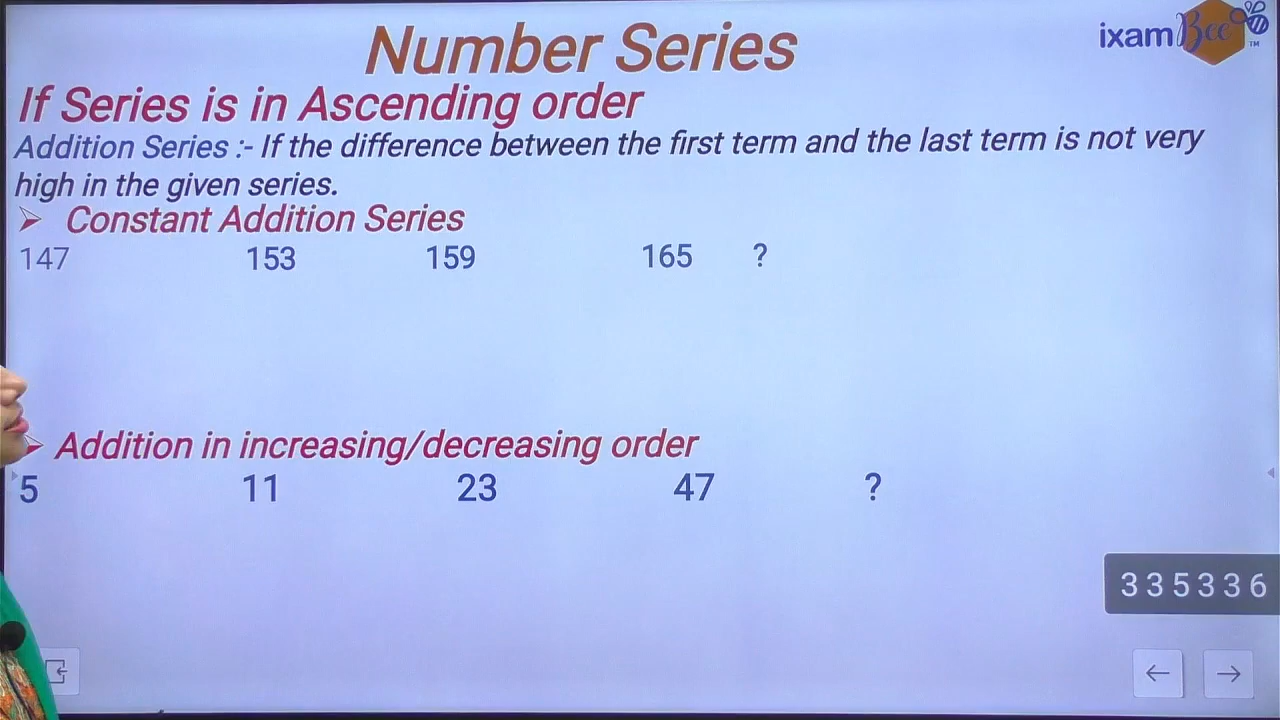 Number Series
ixamBee™
If Series is in Ascending order
Addition Series :- If the difference between the first term and the last term is not very
high in the given series.
➢ Constant Addition Series
147 153 159 165 ?
➢ Addition in increasing/decreasing order
5 11 23 47 ?
335336